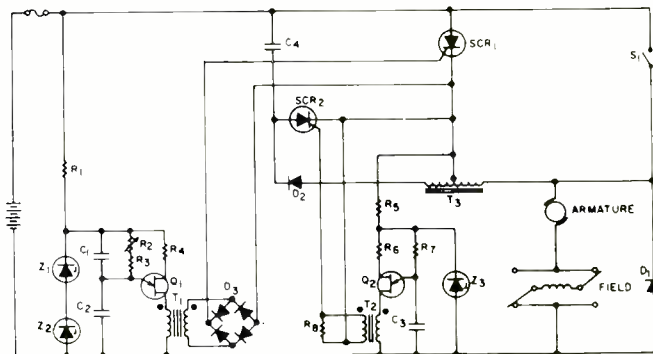 C4
SCR1
S1
SCR2
R1
D2
T3
R5
ARMATURE
C1
R2
R3
R4
R6
R7
Z1
Q1
D3
Q2
Z3
D1
FIELD
C2
T1
T2
C3
Z2
R8